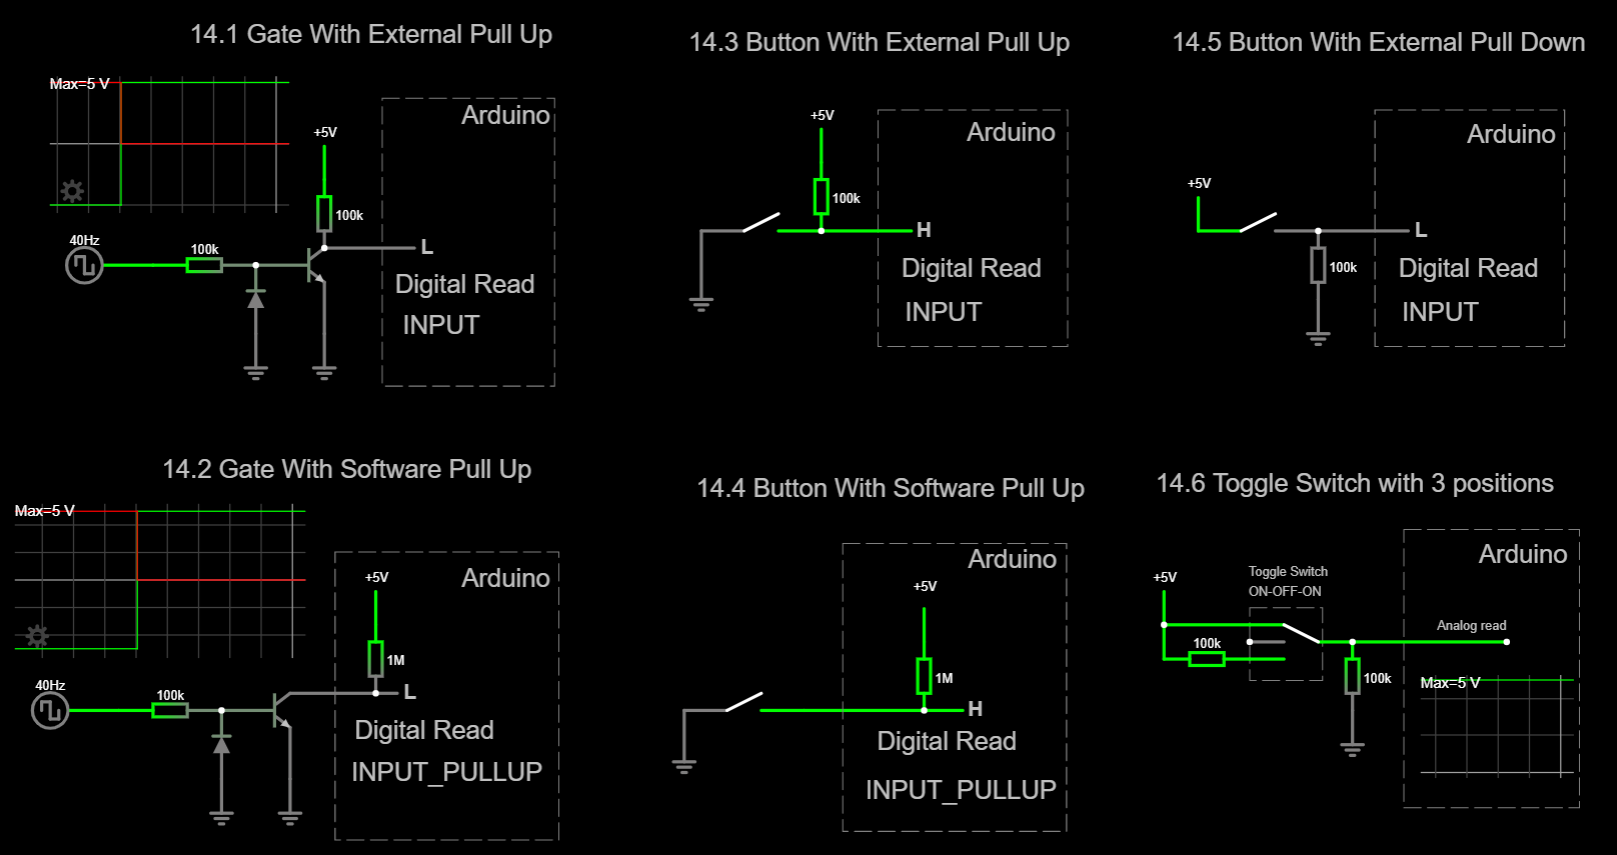 14.1 Gate With External Pull Up
Max=5 V
+5V
Arduino
100k
40Hz
100k
L
Digital Read
INPUT
14.3 Button With External Pull Up
+5V
Arduino
100k
H
Digital Read
INPUT
14.5 Button With External Pull Down
Arduino
+5V
L
100k
Digital Read
INPUT
14.2 Gate With Software Pull Up
Max=5 V
+5V
Arduino
1M
40Hz
100k
L
Digital Read
INPUT_PULLUP
14.4 Button With Software Pull Up
Arduino
+5V
1M
H
Digital Read
INPUT_PULLUP
14.6 Toggle Switch with 3 positions
Arduino
+5V
Toggle Switch
ON-OFF-ON
Analog read
100k
100k
Max=5 V